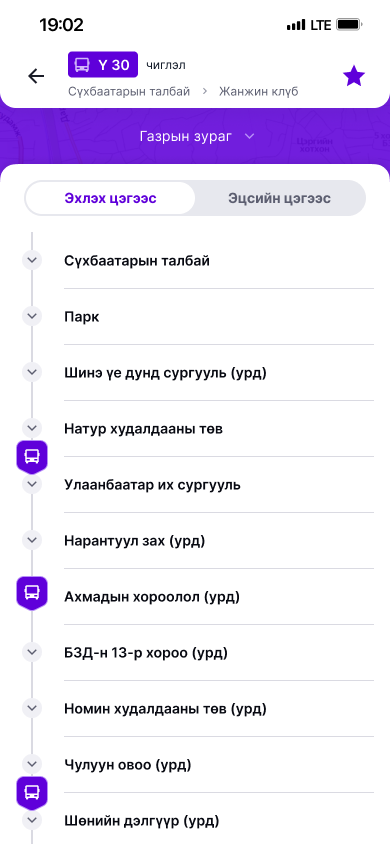 19:02 LTE
Y 30 чиглэл
Сүхбаатарын талбай > Жанжин клуб
Газрын зураг
Эхлэх цэгээс Эцсийн цэгээс
Сүхбаатарын талбай
Парк
Шинэ үе дунд сургууль (урд)
Натур худалдааны төв
Улаанбаатар их сургууль
Нарантуул зах (урд)
Ахмадын хороолол (урд)
БЗД-н 13-р хороо (урд)
Номин худалдааны төв (урд)
Чулуун овоо (урд)
Шөнийн дэлгүүр (урд)